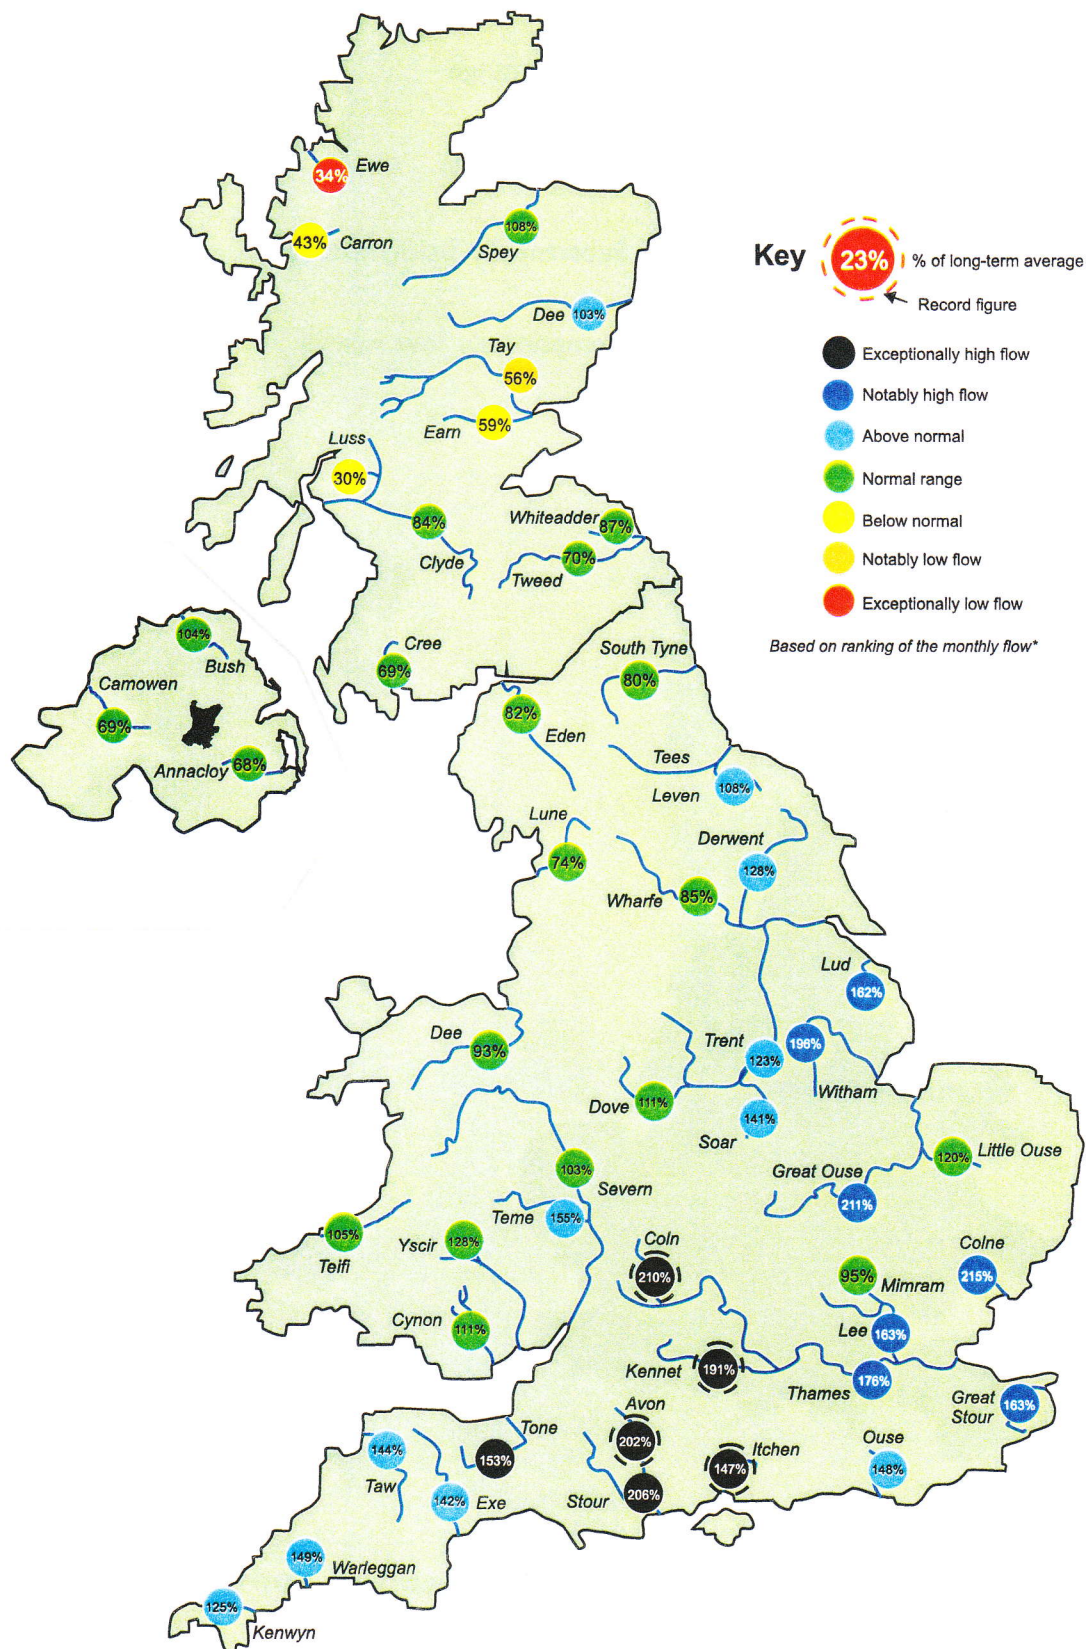 Ewe
34%
43%
Carron
108%
Spey
Key
23%
% of long-term average
Record figure
Dee
103%
Tay
56%
Exceptionally high flow
Notably high flow
Earn
59%
Luss
Above normal
30%
Normal range
84%
Whiteadder
87%
Below normal
Clyde
70%
Tweed
Notably low flow
Exceptionally low flow
104%
Bush
Cree
69%
South Tyne
80%
Based on ranking of the monthly flow*
Camowen
69%
82%
Eden
Annacloy
68%
Tees
Leven
108%
Lune
74%
Derwent
128%
Wharfe
85%
Lud
162%
Dee
93%
Trent
123%
196%
Witham
Dove
111%
Soar
141%
103%
Severn
120%
Little Ouse
Great Ouse
211%
Teme
155%
105%
Teifi
Yscir
128%
Coln
210%
Colne
215%
95%
Mimram
Cynon
111%
Lee
163%
Kennet
191%
Thames
176%
Great
Stour
163%
Avon
202%
Tone
153%
144%
Taw
Itchen
147%
Ouse
148%
142%
Exe
Stour
206%
149%
Warleggan
125%
Kenwyn